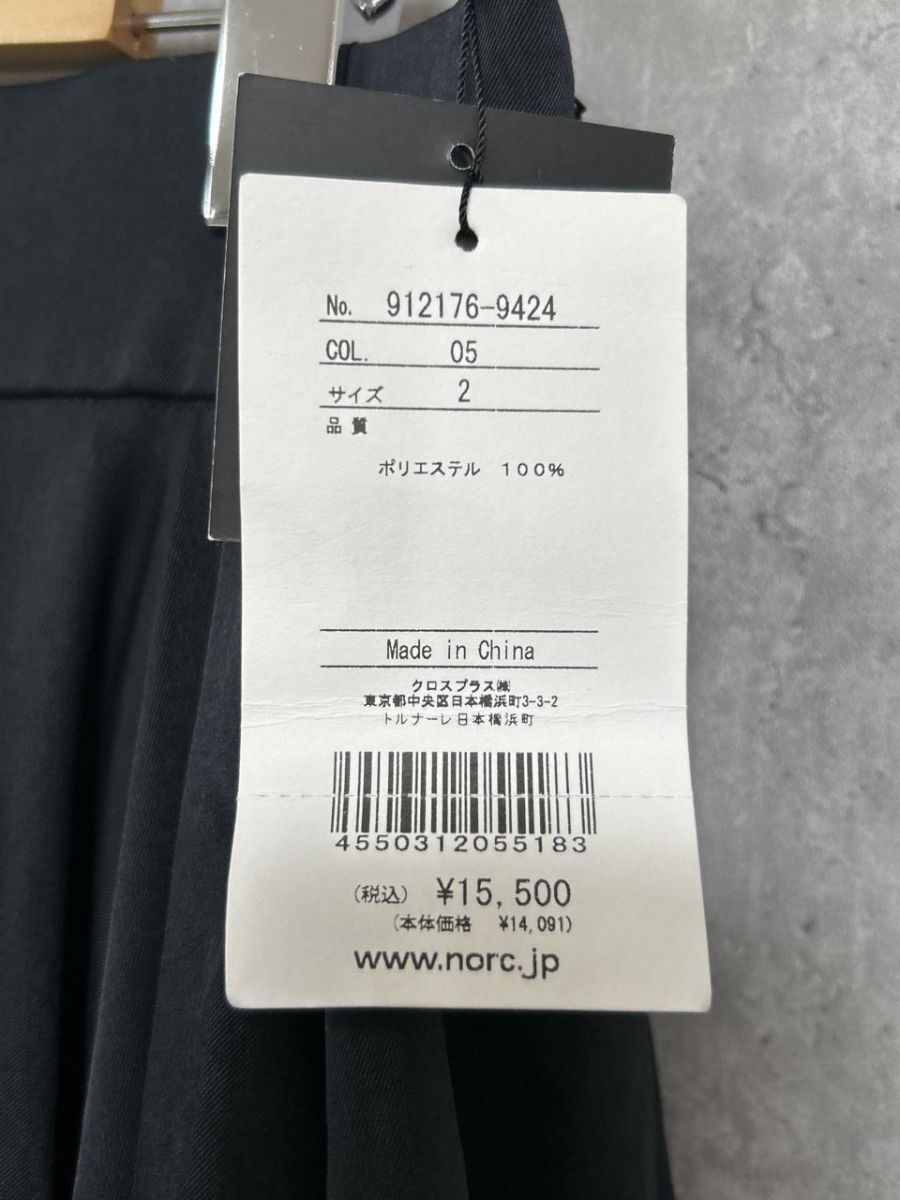 No. 912176-9424
COL. 05
サイズ 2
品質
ポリエステル 100%
Made in China
クロスプラス㈱
東京都中央区日本橋浜町3-3-2
トルナーレ日本橋浜町
4550312055183
(税込) ¥15,500
(本体価格 ¥14,091)
www.norc.jp